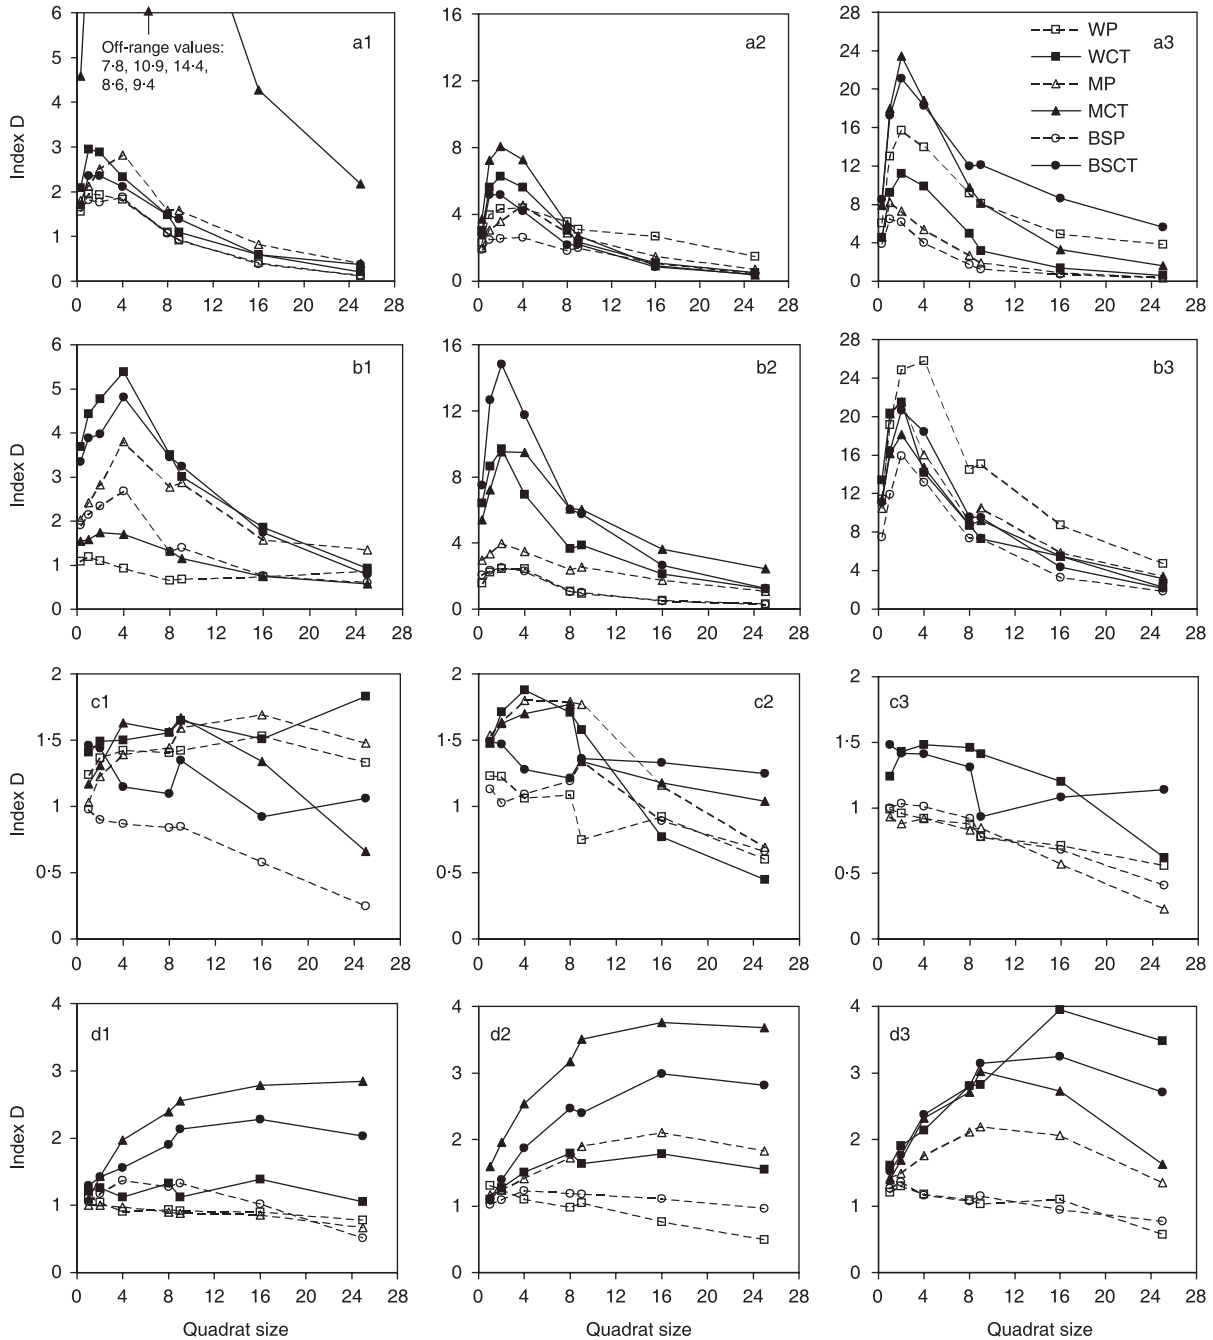 Index D
6
5
4
3
2
1
0
a1
Off-range values:
7·8, 10·9, 14·4,
8·6, 9·4
0 4 8 12 16 20 24 28
16
12
8
4
0
a2
0 4 8 12 16 20 24 28
28
24
20
16
12
8
4
0
a3
WP
WCT
MP
MCT
BSP
BSCT
0 4 8 12 16 20 24 28
Index D
6
5
4
3
2
1
0
b1
0 4 8 12 16 20 24 28
16
12
8
4
0
b2
0 4 8 12 16 20 24 28
28
24
20
16
12
8
4
0
b3
0 4 8 12 16 20 24 28
Index D
2
1·5
1
0·5
0
c1
0 4 8 12 16 20 24 28
2
1·5
1
0·5
0
c2
0 4 8 12 16 20 24 28
2
1·5
1
0·5
0
c3
0 4 8 12 16 20 24 28
Index D
4
3
2
1
0
d1
0 4 8 12 16 20 24 28
Quadrat size
4
3
2
1
0
d2
0 4 8 12 16 20 24 28
Quadrat size
4
3
2
1
0
d3
0 4 8 12 16 20 24 28
Quadrat size